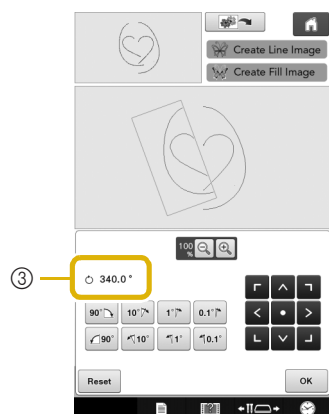 Create Line Image
Create Fill Image
100
%
③
340.0°
90° 10° 1° 0.1°
90° 10° 1° 0.1°
Reset
OK